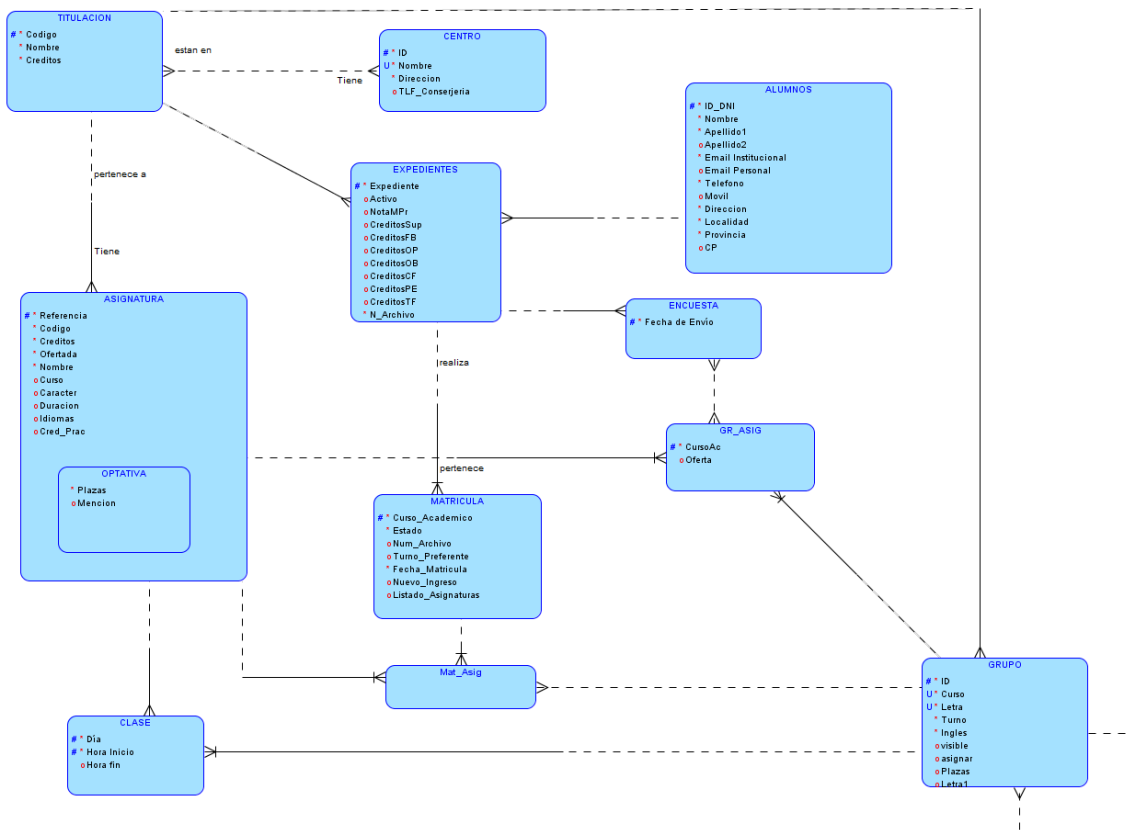 TITULACION
# * Codigo
* Nombre
* Creditos
estan en
Tiene
CENTRO
# * ID
U * Nombre
* Direccion
o TLF_Conserjeria
ALUMNOS
# * ID_DNI
* Nombre
* Apellido1
o Apellido2
* Email Institucional
o Email Personal
* Telefono
o Movil
* Direccion
* Localidad
* Provincia
o CP
pertenece a
Tiene
EXPEDIENTES
# * Expediente
o Activo
o NotaMPr
o CreditosSup
o CreditosFB
o CreditosOP
o CreditosOB
o CreditosCF
o CreditosPE
o CreditosTF
* N_Archivo
ASIGNATURA
# * Referencia
* Codigo
* Creditos
* Ofertada
* Nombre
o Curso
o Caracter
o Duracion
o Idiomas
o Cred_Prac
OPTATIVA
* Plazas
o Mencion
ENCUESTA
# * Fecha de Envío
realiza
pertenece
GR_ASIG
# * CursoAc
o Oferta
MATRICULA
# * Curso_Academico
* Estado
o Num_Archivo
o Turno_Preferente
* Fecha_Matricula
o Nuevo_Ingreso
o Listado_Asignaturas
Mat_Asig
CLASE
# * Día
# * Hora Inicio
o Hora fin
GRUPO
# * ID
U * Curso
U * Letra
* Turno
* Ingles
o visible
o asignar
o Plazas
o Letra1